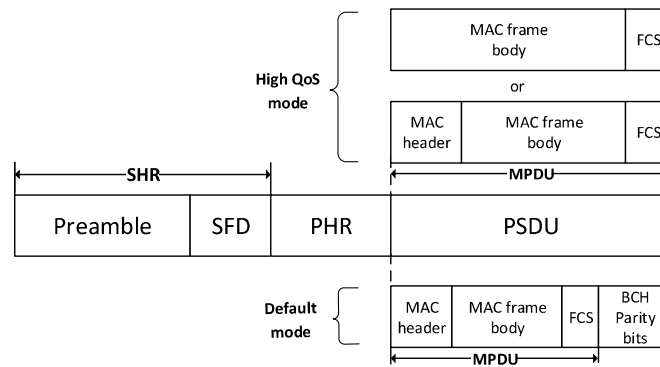 MAC frame
body
FCS
High QoS
mode
or
MAC
header
MAC frame
body
FCS
SHR
MPDU
Preamble
SFD
PHR
PSDU
Default
mode
MAC
header
MAC frame
body
FCS
BCH
Parity
bits
MPDU